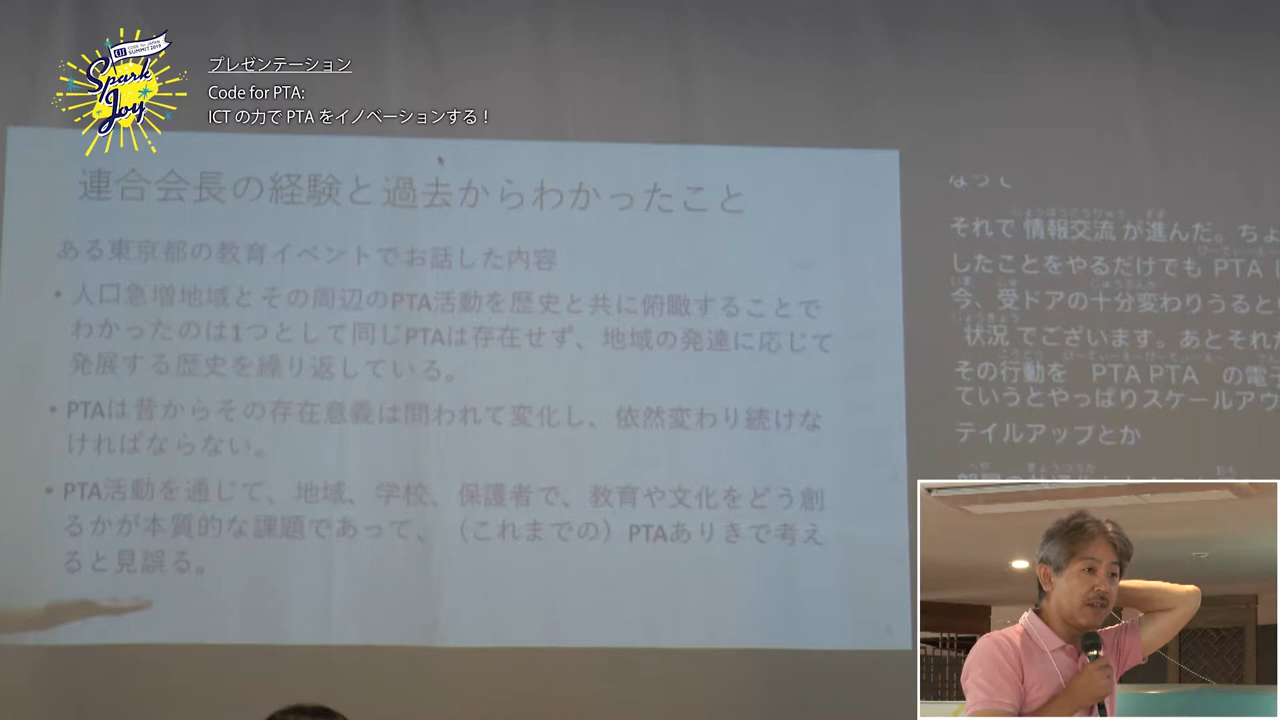 CODE for JAPAN
SUMMIT 2019
Spark
Joy
プレゼンテーション
Code for PTA:
ICT の力で PTA をイノベーションする！
連合会長の経験と過去からわかったこと
ある東京都の教育イベントでお話した内容
• 人口急増地域とその周辺のPTA活動を歴史と共に俯瞰することで
わかったのは1つとして同じPTAは存在せず、地域の発達に応じて
発展する歴史を繰り返している。
• PTAは昔からその存在意義は問われて変化し、依然変わり続けな
ければならない。
• PTA活動を通じて、地域、学校、保護者で、教育や文化をどう創
るかが本質的な課題であって、（これまでの）PTAありきで考え
ると見誤る。
それで 情報交流 が進んだ。ちょ
したことをやるだけでも PTA
今、受ドアの十分変わりうると
状況 でございます。あとそれ
その行動を PTA PTA の電
ていうとやっぱりスケールアウ
テイルアップとか